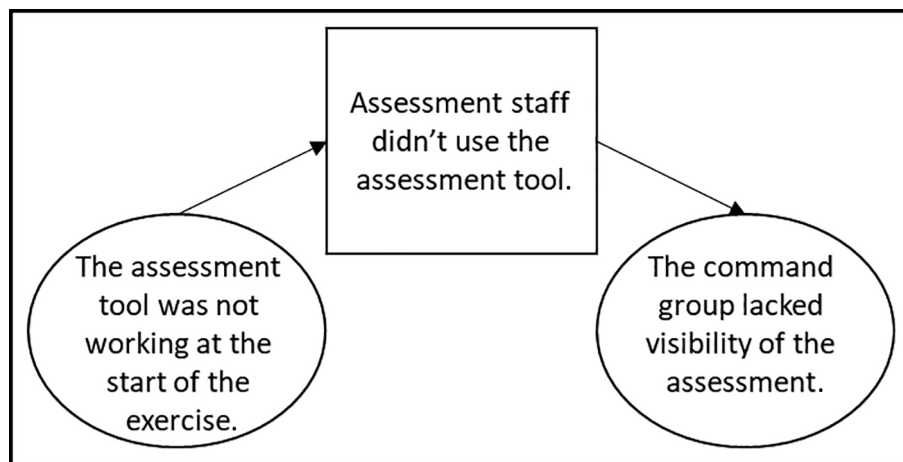 The assessment
tool was not
working at the
start of the
exercise.
Assessment staff
didn’t use the
assessment tool.
The command
group lacked
visibility of the
assessment.